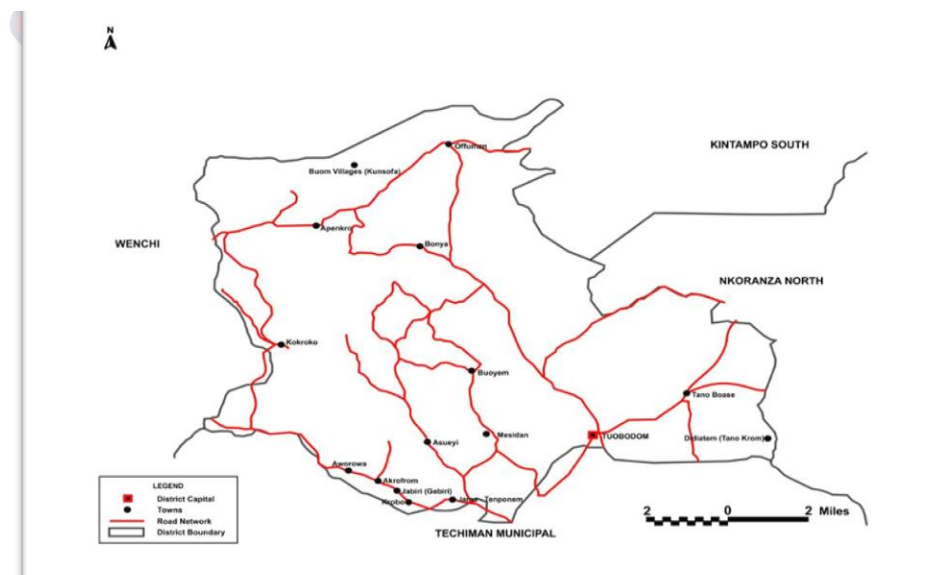 N
KINTAMPO SOUTH
Offuman
Buom Villages (Kunsofa)
Apenkro
WENCHI
Bonya
NKORANZA NORTH
Kokroko
Buoyem
Tano Boase
Mesidan
TUOBODOM
Didiatem (Tano Krom)
Asueyi
Aworowa
Akrofrom
Jabiri (Gebiri)
Krobo
Tenponem
TECHIMAN MUNICIPAL
LEGEND
District Capital
Towns
Road Network
District Boundary
2 0 2 Miles